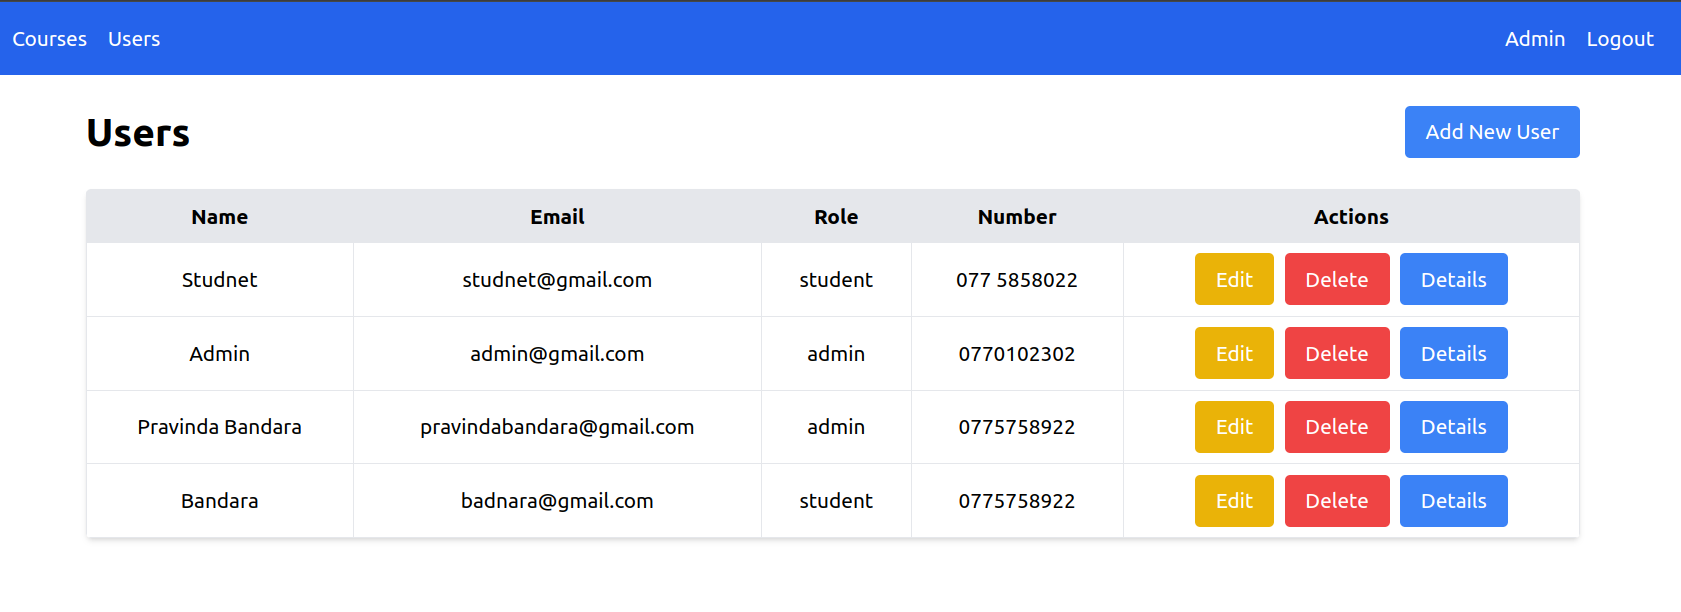 Courses Users Admin Logout
Users Add New User
Name Email Role Number Actions
Studnet studnet@gmail.com student 077 5858022 Edit Delete Details
Admin admin@gmail.com admin 0770102302 Edit Delete Details
Pravinda Bandara pravindabandara@gmail.com admin 0775758922 Edit Delete Details
Bandara badnara@gmail.com student 0775758922 Edit Delete Details